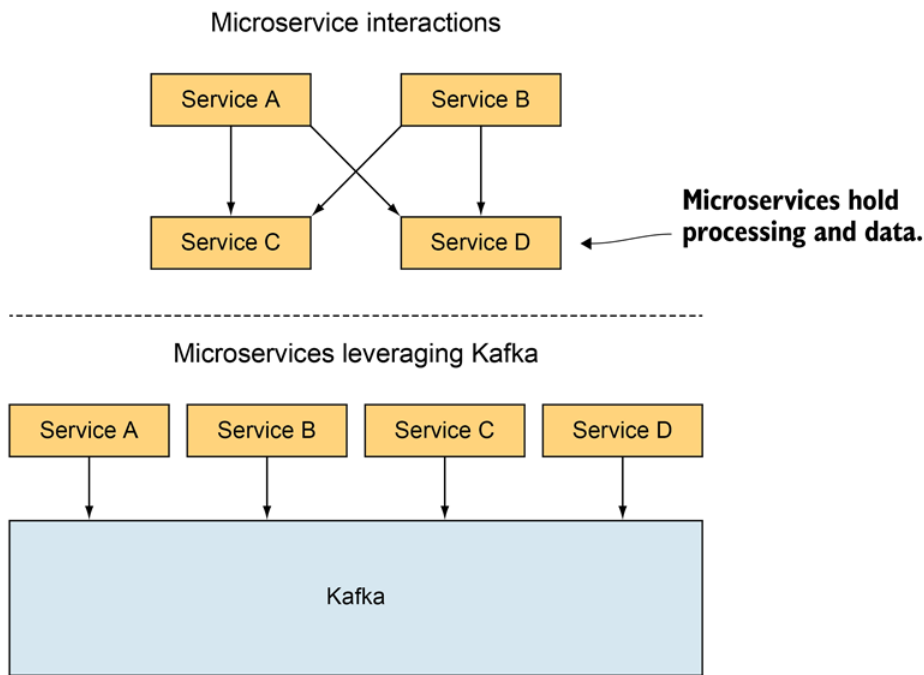 Microservice interactions
Service A
Service B
Service C
Service D
Microservices hold
processing and data.
Microservices leveraging Kafka
Service A
Service B
Service C
Service D
Kafka